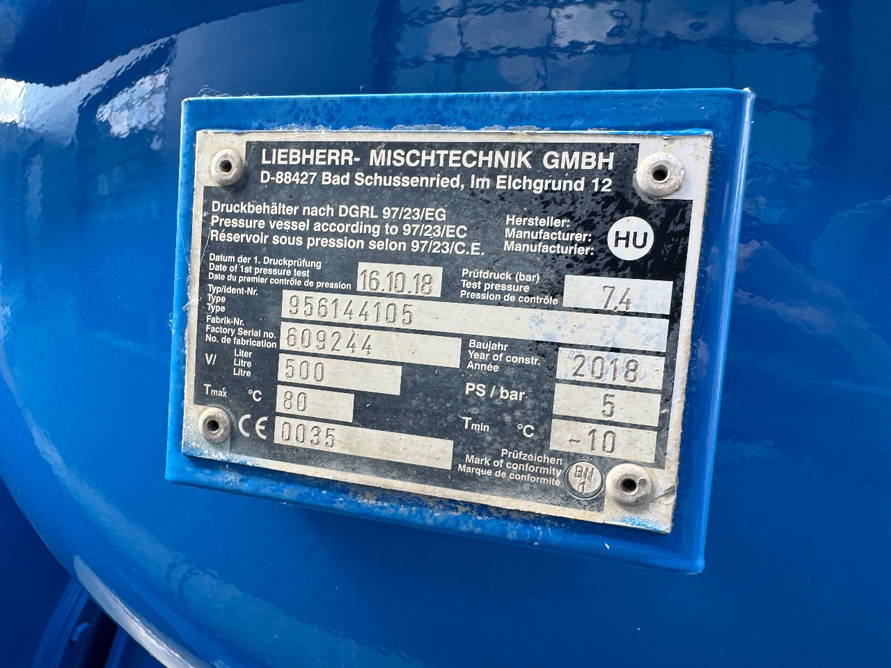 LIEBHERR- MISCHTECHNIK GMBH
D-88427 Bad Schussenried, Im Elchgrund 12
Druckbehälter nach DGRL 97/23/EG
Pressure vessel according to 97/23/EC
Réservoir sous pression selon 97/23/C.E.
Hersteller:
Manufacturer:
Manufacturier:
HU
Datum der 1. Druckprüfung
Date of 1st pressure test
Date du premier contrôle de pression
16.10.18
Prüfdruck (bar)
Test pressure
Pression de contrôle
7.4
Typ/Ident-Nr.
Type
Type
956144105
Fabrik-Nr.
Factory Serial no.
No. de fabrication
609244
Baujahr
Year of constr.
Année
2018
V/ Liter
Litre
Litre
500
PS / bar
5
Tmax °C
80
Tmin °C
-10
CE
0035
Prüfzeichen
Mark of conformity
Marque de conformité